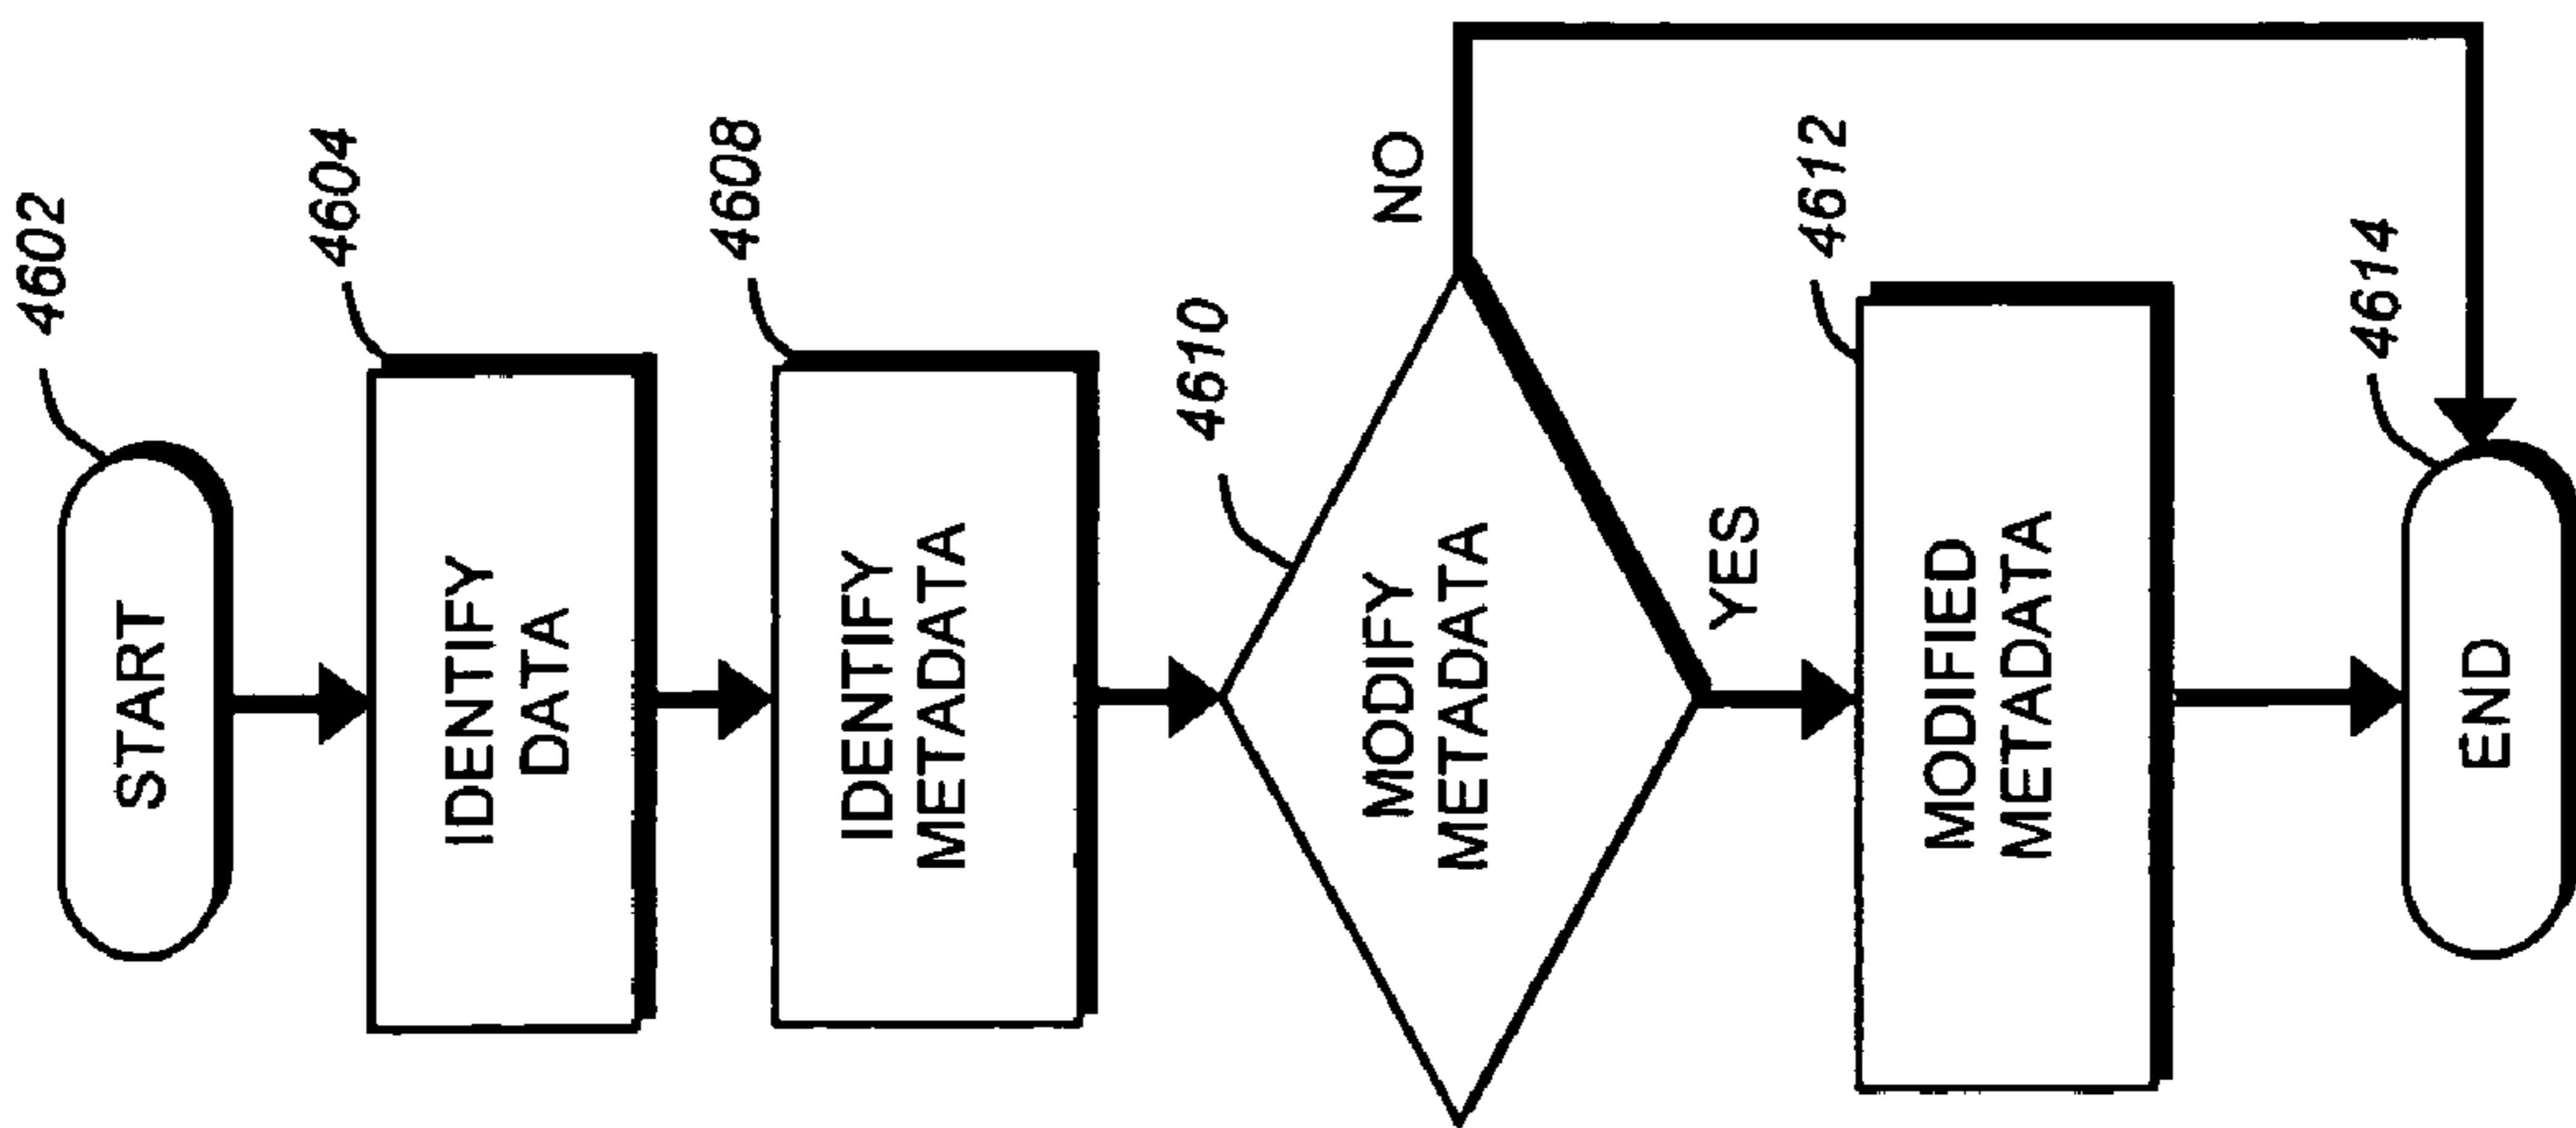 4602
START
4604
IDENTIFY
DATA
4608
IDENTIFY
METADATA
4610
MODIFY
METADATA
NO
YES
4612
MODIFIED
METADATA
4614
END